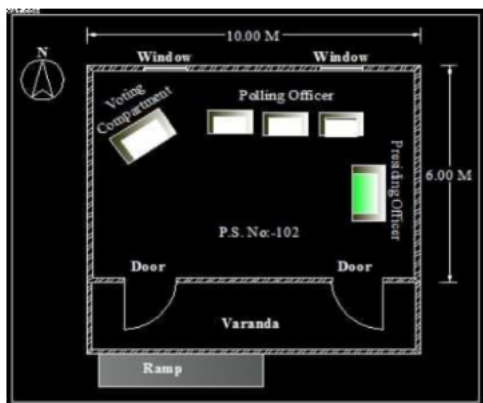 10.00 M
N
Window
Window
Voting
Compartment
Polling Officer
Presiding Officer
6.00 M
P.S. No:-102
Door
Door
Varanda
Ramp